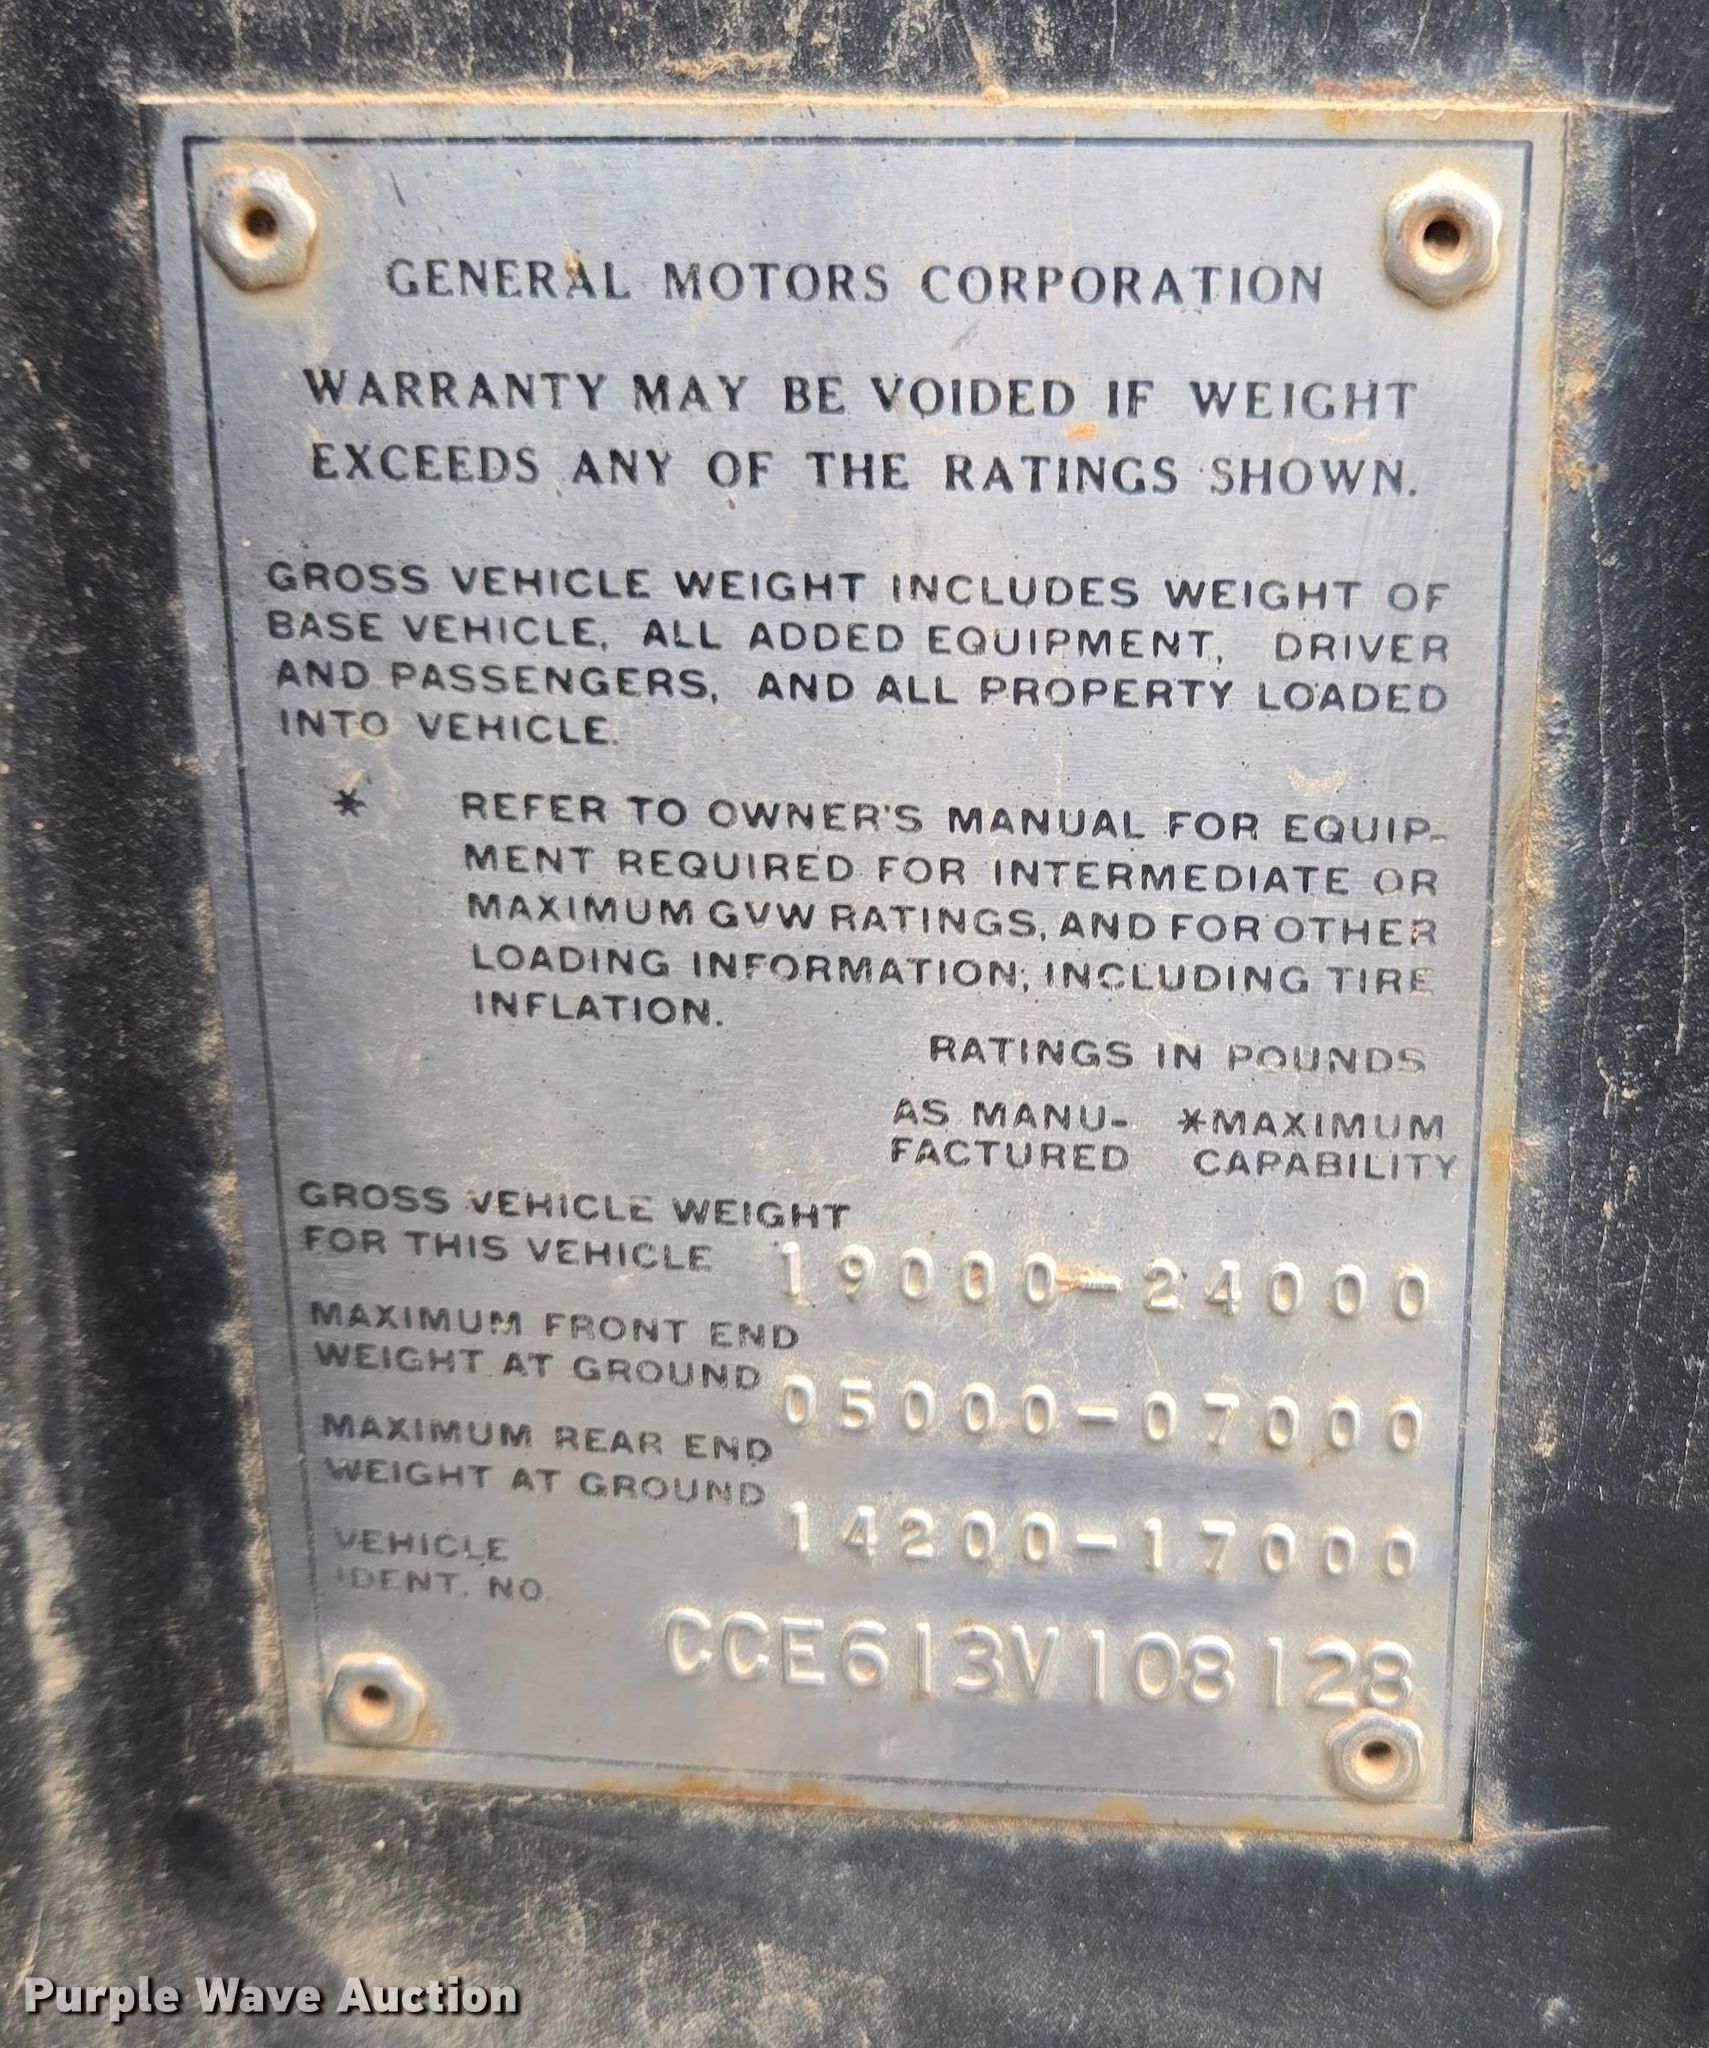 GENERAL MOTORS CORPORATION
WARRANTY MAY BE VOIDED IF WEIGHT
EXCEEDS ANY OF THE RATINGS SHOWN.
GROSS VEHICLE WEIGHT INCLUDES WEIGHT OF
BASE VEHICLE, ALL ADDED EQUIPMENT, DRIVER
AND PASSENGERS, AND ALL PROPERTY LOADED
INTO VEHICLE.
* REFER TO OWNER'S MANUAL FOR EQUIP-
MENT REQUIRED FOR INTERMEDIATE OR
MAXIMUM GVW RATINGS, AND FOR OTHER
LOADING INFORMATION, INCLUDING TIRE
INFLATION.
RATINGS IN POUNDS
AS MANU- *MAXIMUM
FACTURED CAPABILITY
GROSS VEHICLE WEIGHT
FOR THIS VEHICLE 19000-24000
MAXIMUM FRONT END
WEIGHT AT GROUND 05000-07000
MAXIMUM REAR END
WEIGHT AT GROUND 14200-17000
VEHICLE
IDENT. NO. CCE613V108128
Purple Wave Auction